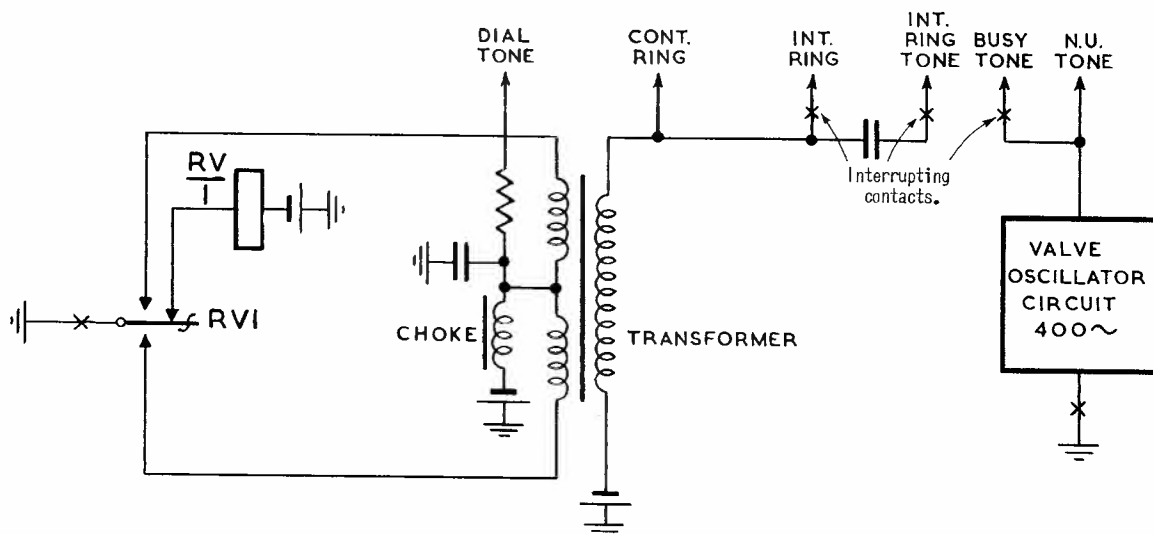 DIAL
TONE
CONT.
RING
INT.
RING
INT.
RING
TONE
BUSY
TONE
N.U.
TONE
RV
1
Interrupting
contacts.
RV1
CHOKE
TRANSFORMER
VALVE
OSCILLATOR
CIRCUIT
400~